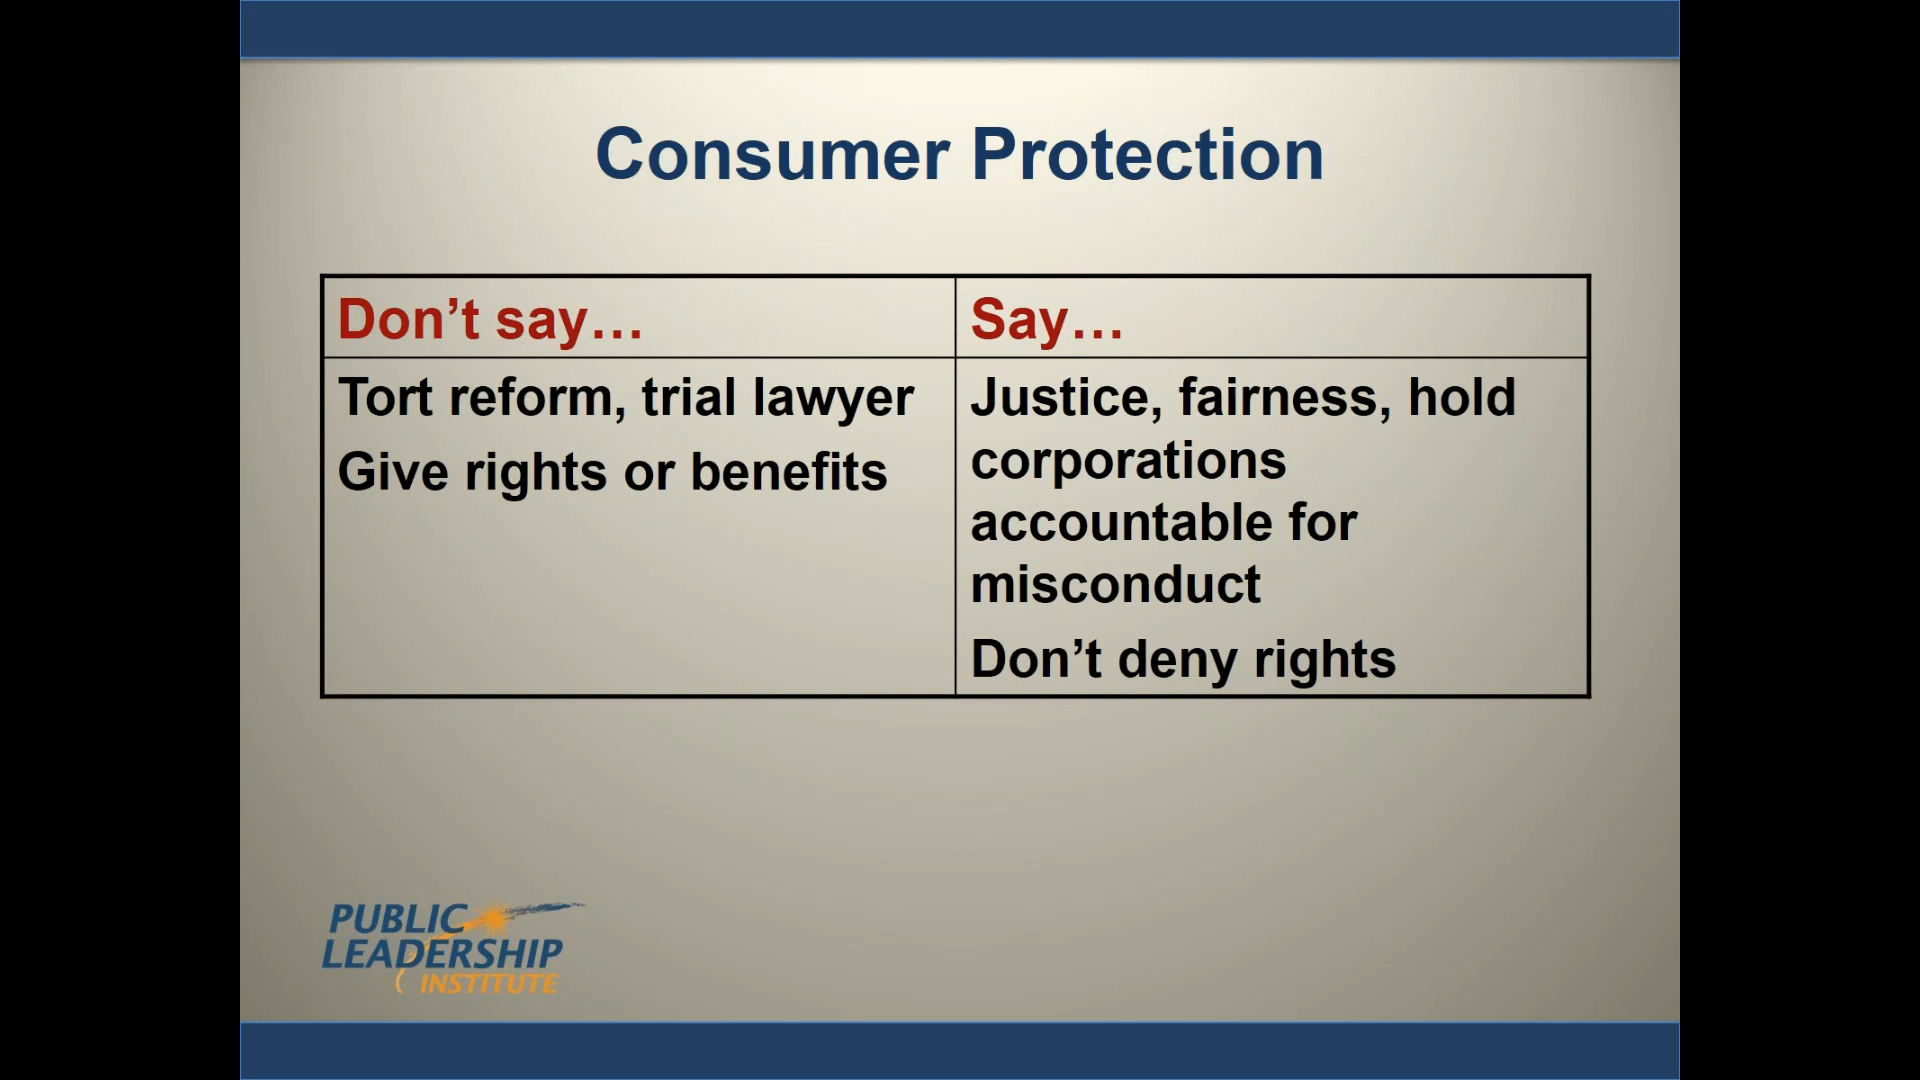 Consumer Protection
Don’t say…
Say…
Tort reform, trial lawyer
Give rights or benefits
Justice, fairness, hold
corporations
accountable for
misconduct
Don’t deny rights
PUBLIC
LEADERSHIP
INSTITUTE